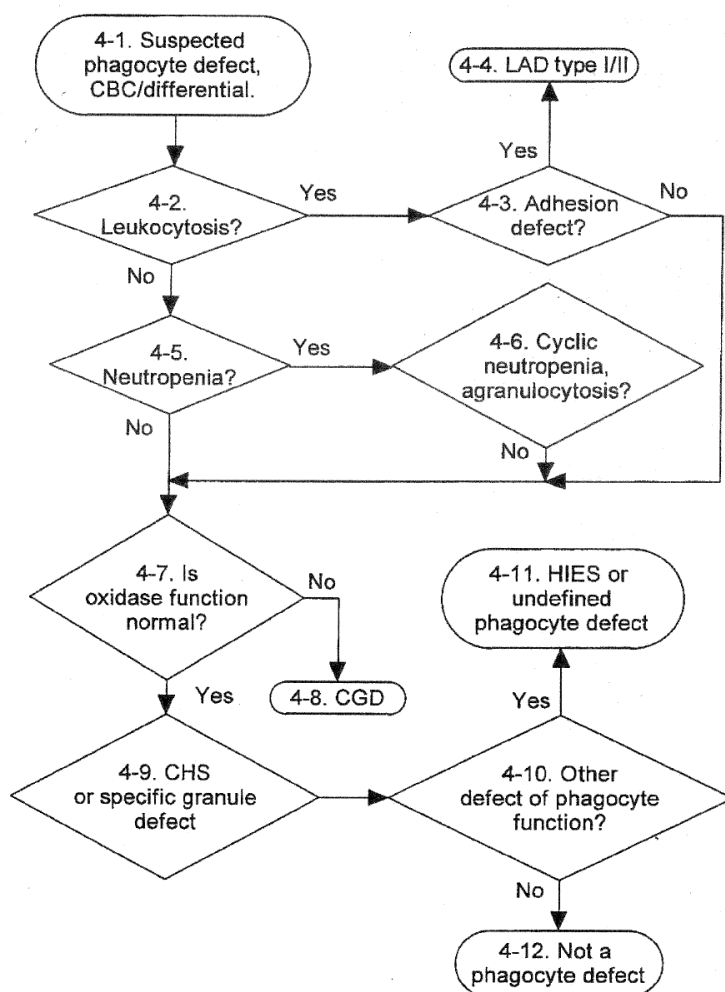 4-1. Suspected
phagocyte defect,
CBC/differential.
4-4. LAD type I/II
Yes
4-2.
Leukocytosis?
Yes
4-3. Adhesion
defect?
No
No
4-5.
Neutropenia?
Yes
4-6. Cyclic
neutropenia,
agranulocytosis?
No
No
4-7. Is
oxidase function
normal?
No
4-8. CGD
Yes
4-11. HIES or
undefined
phagocyte defect
Yes
4-9. CHS
or specific granule
defect
4-10. Other
defect of phagocyte
function?
No
4-12. Not a
phagocyte defect